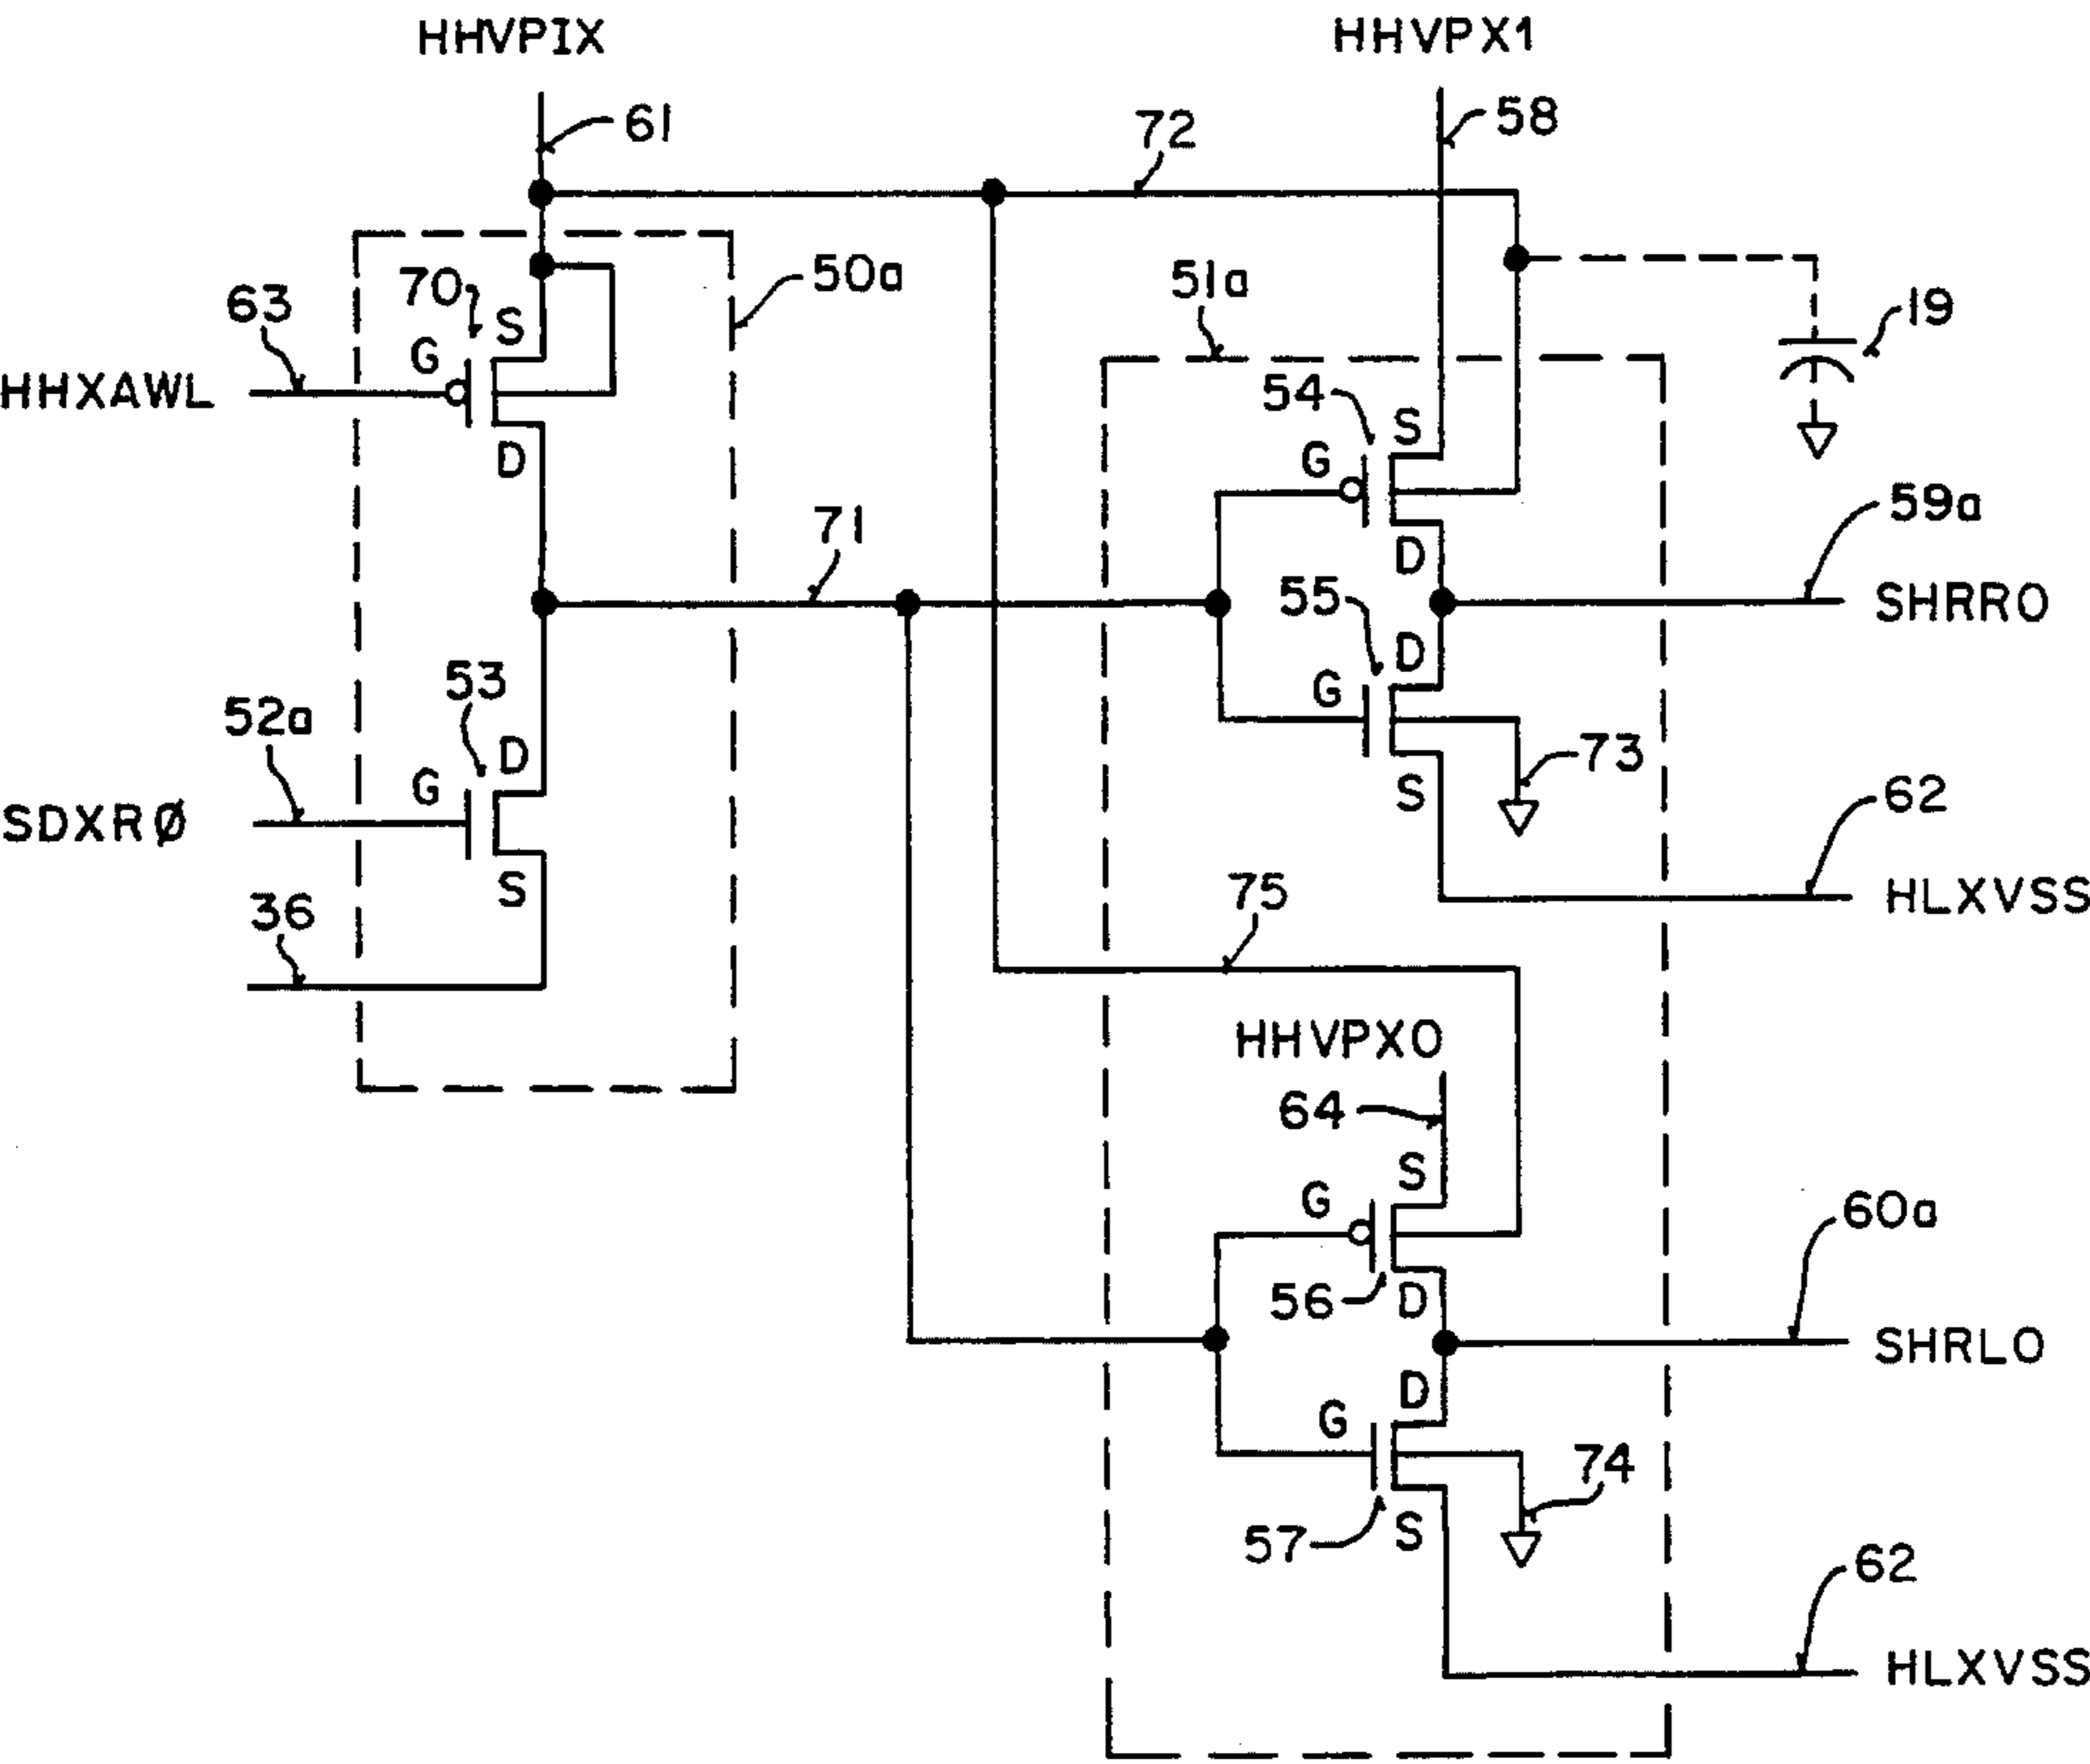 HHVPIX
HHVPX1
61
58
72
50a
51a
19
63
70
S
G
HHXAWL
D
54
S
G
D
59a
71
55
SHRRO
D
G
S
73
52a
53
D
G
SDXRØ
S
36
62
HLXVSS
75
HHVPXO
64
S
G
56
D
60a
SHRLO
D
G
57
S
74
62
HLXVSS